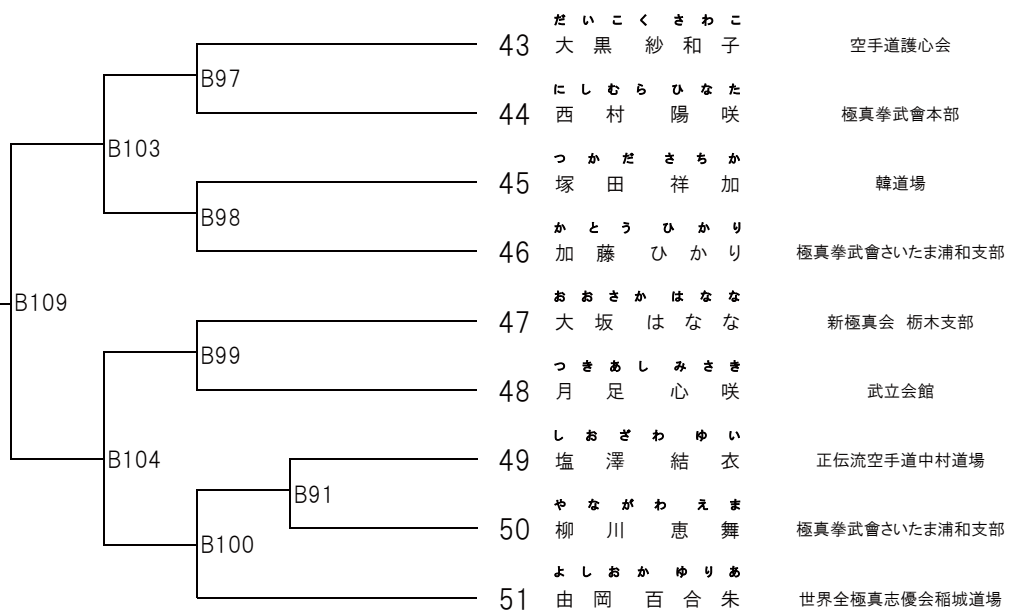 だいこく さわこ
43 大黒 紗和子 空手道護心会
B97
にしむら ひなた
44 西村 陽咲 極真拳武會本部
B103
つかだ さちか
45 塚田 祥加 韓道場
B98
かとう ひかり
46 加藤 ひかり 極真拳武會さいたま浦和支部
B109
おおさか はなな
47 大坂 はなな 新極真会 栃木支部
B99
つきあし みさき
48 月足 心咲 武立会館
B104
しおざわ ゆい
49 塩澤 結衣 正伝流空手道中村道場
B91
やながわ えま
50 柳川 恵舞 極真拳武會さいたま浦和支部
B100
よしおか ゆりあ
51 由岡 百合朱 世界全極真志優会稲城道場